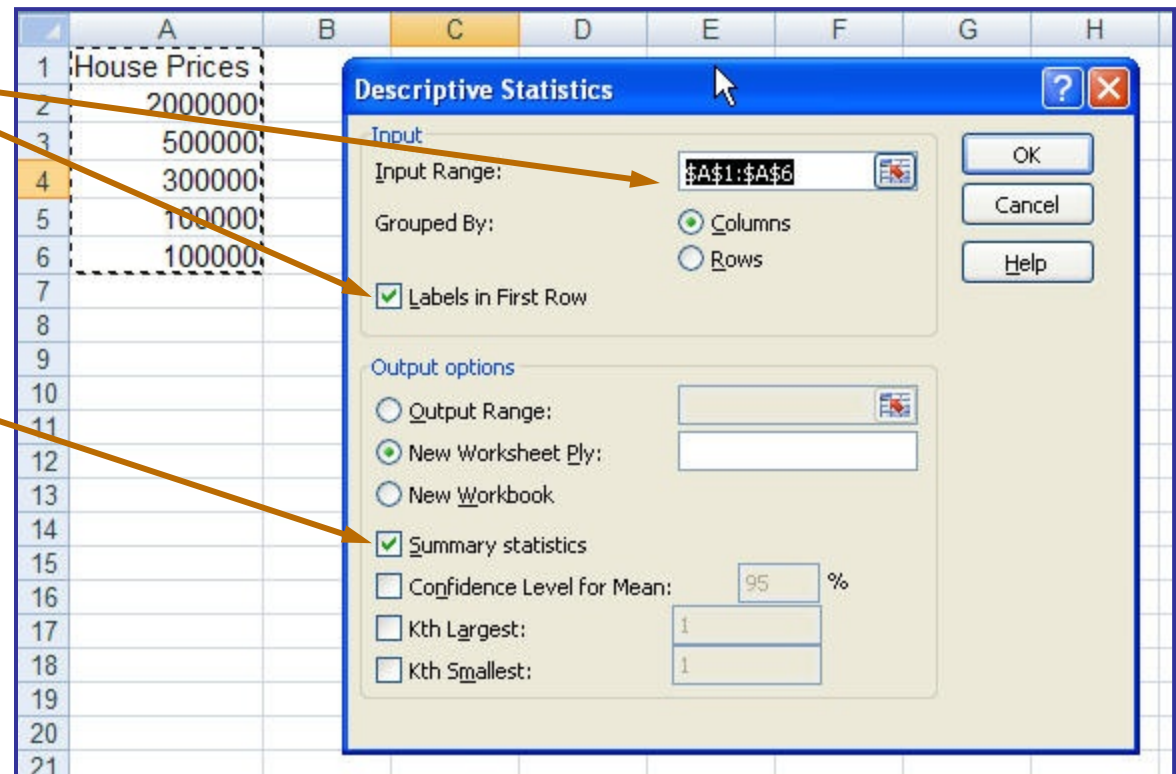 A B C D E F G H
1 House Prices
2 2000000
3 500000
4 300000
5 100000
6 100000
7
8
9
10
11
12
13
14
15
16
17
18
19
20
21
Descriptive Statistics
Input
Input Range: $A$1:$A$6
Grouped By: Columns
Rows
Labels in First Row
OK
Cancel
Help
Output options
Output Range:
New Worksheet Ply:
New Workbook
Summary statistics
Confidence Level for Mean: 95 %
Kth Largest: 1
Kth Smallest: 1